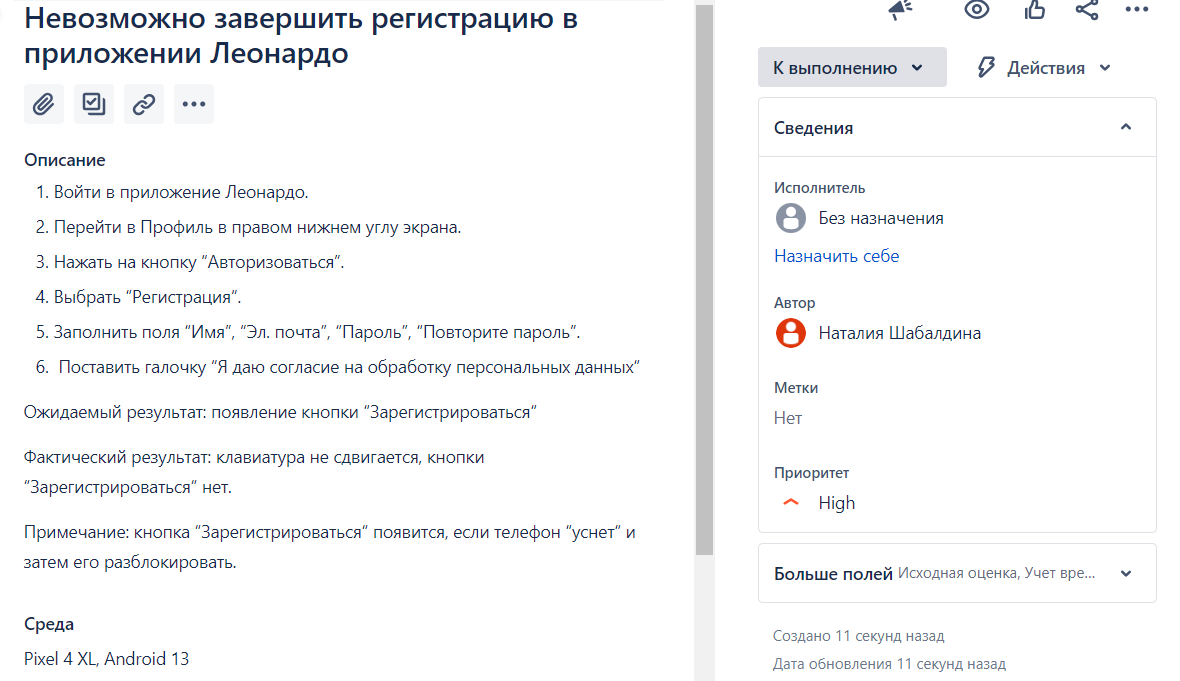 Невозможно завершить регистрацию в
приложении Леонардо
Описание
1. Войти в приложение Леонардо.
2. Перейти в Профиль в правом нижнем углу экрана.
3. Нажать на кнопку “Авторизоваться”.
4. Выбрать “Регистрация”.
5. Заполнить поля “Имя”, “Эл. почта”, “Пароль”, “Повторите пароль”.
6. Поставить галочку “Я даю согласие на обработку персональных данных“
Ожидаемый результат: появление кнопки “Зарегистрироваться“
Фактический результат: клавиатура не сдвигается, кнопки
“Зарегистрироваться“ нет.
Примечание: кнопка “Зарегистрироваться” появится, если телефон “уснет“ и
затем его разблокировать.
Среда
Pixel 4 XL, Android 13
К выполнению
Действия
Сведения
Исполнитель
Без назначения
Назначить себе
Автор
Наталия Шабалдина
Метки
Нет
Приоритет
High
Больше полей Исходная оценка, Учет вре...
Создано 11 секунд назад
Дата обновления 11 секунд назад